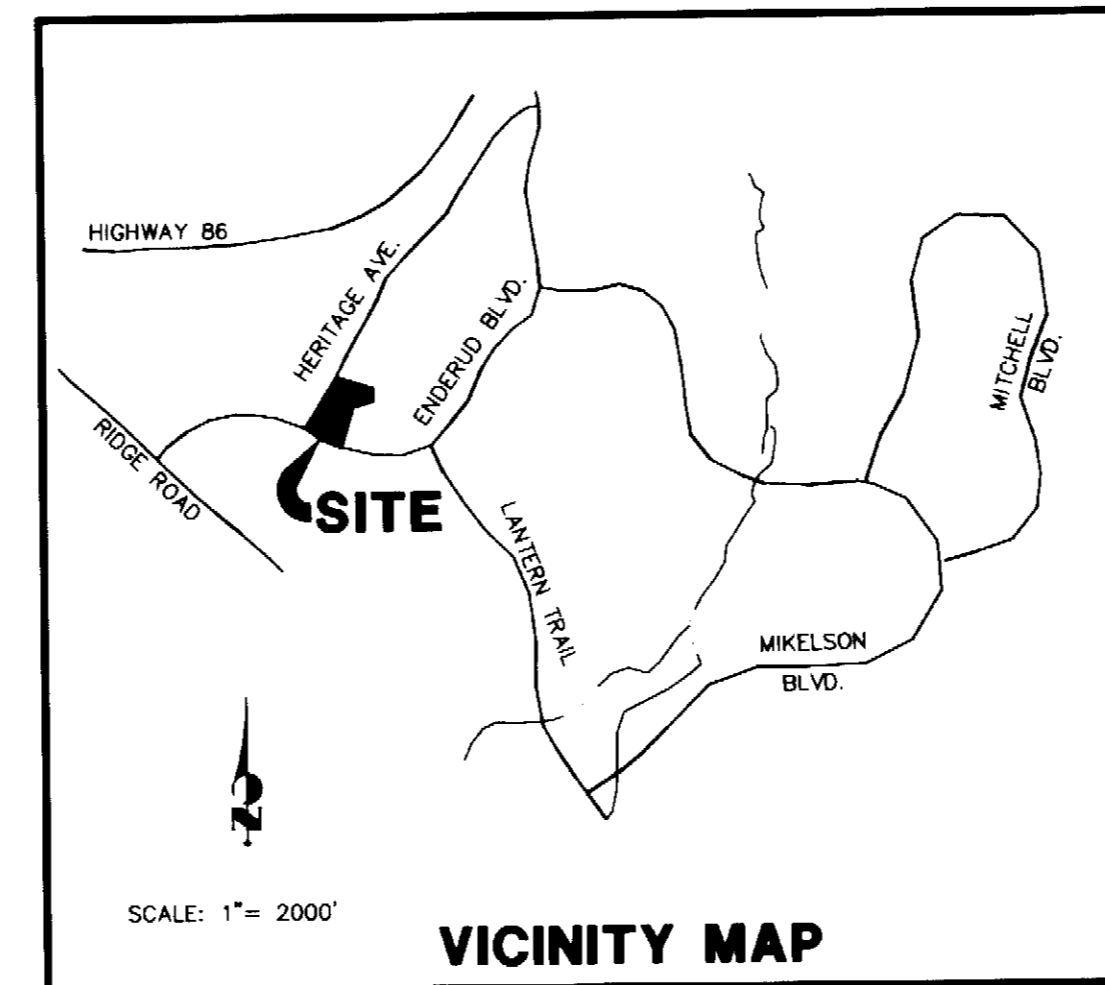 HIGHWAY 86
HERITAGE AVE.
ENDERUD BLVD.
MITCHELL
BLVD.
RIDGE ROAD
SITE
LANTERN TRAIL
MIKELSON
BLVD.
N
SCALE: 1"= 2000'
VICINITY MAP